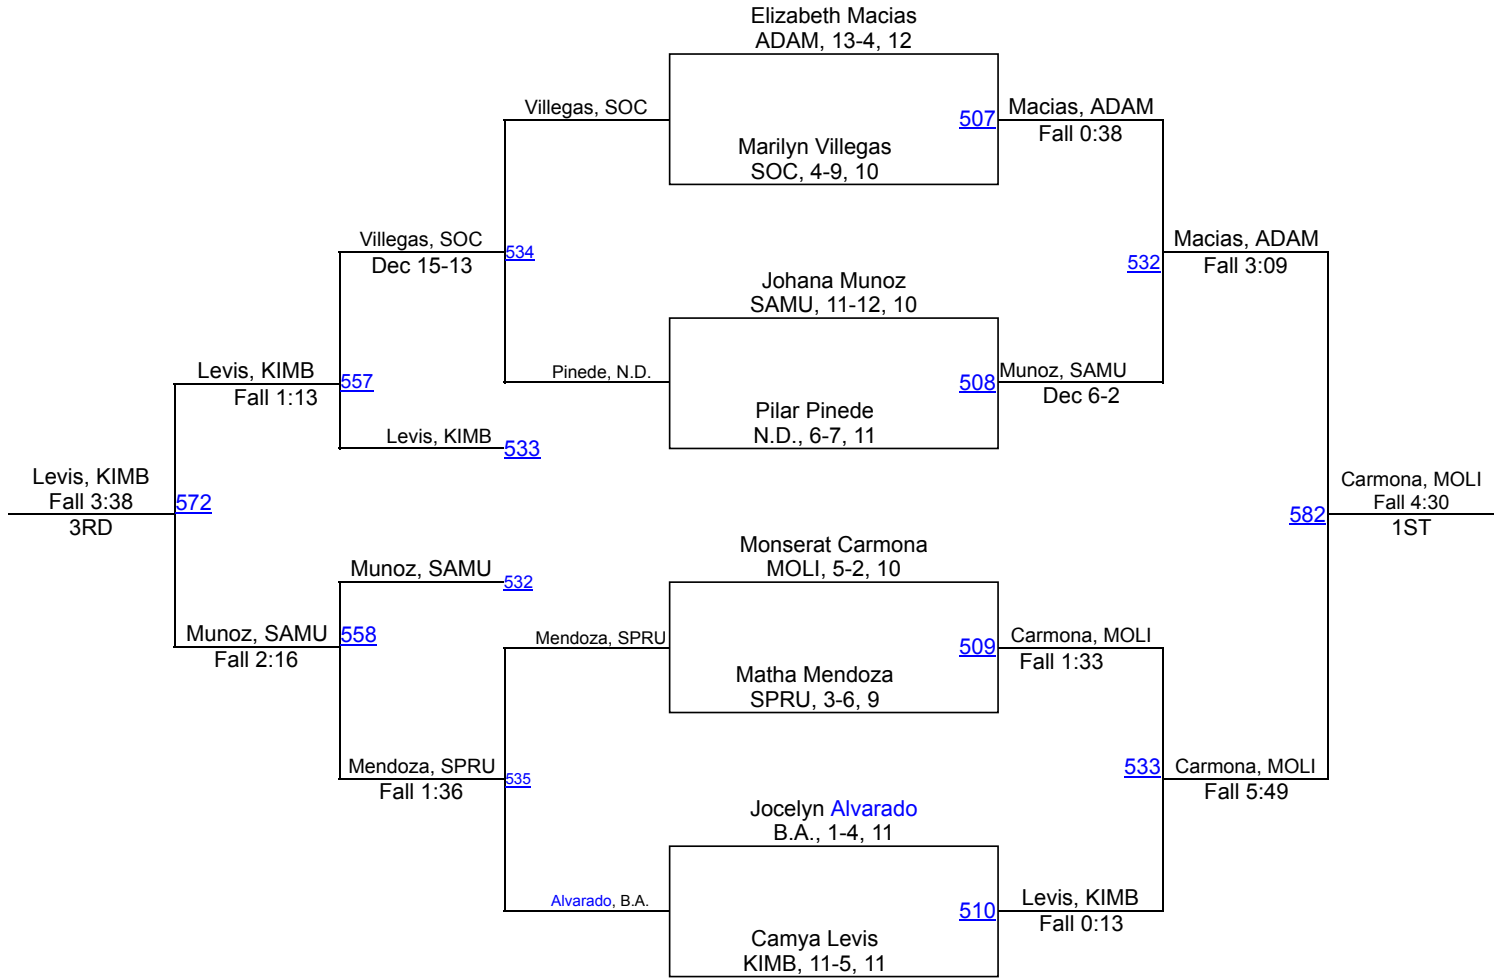 Elizabeth Macias
ADAM, 13-4, 12
Villegas, SOC
507
Macias, ADAM
Fall 0:38
Marilyn Villegas
SOC, 4-9, 10
Villegas, SOC
Dec 15-13
534
532
Macias, ADAM
Fall 3:09
Johana Munoz
SAMU, 11-12, 10
Levis, KIMB
Fall 1:13
557
Pinede, N.D.
508
Munoz, SAMU
Dec 6-2
Pilar Pinede
N.D., 6-7, 11
Levis, KIMB
533
Levis, KIMB
Fall 3:38
3RD
572
582
Carmona, MOLI
Fall 4:30
1ST
Monserat Carmona
MOLI, 5-2, 10
Munoz, SAMU
532
Munoz, SAMU
Fall 2:16
558
Mendoza, SPRU
509
Carmona, MOLI
Fall 1:33
Matha Mendoza
SPRU, 3-6, 9
Mendoza, SPRU
Fall 1:36
535
533
Carmona, MOLI
Fall 5:49
Jocelyn Alvarado
B.A., 1-4, 11
Alvarado, B.A.
510
Levis, KIMB
Fall 0:13
Camya Levis
KIMB, 11-5, 11